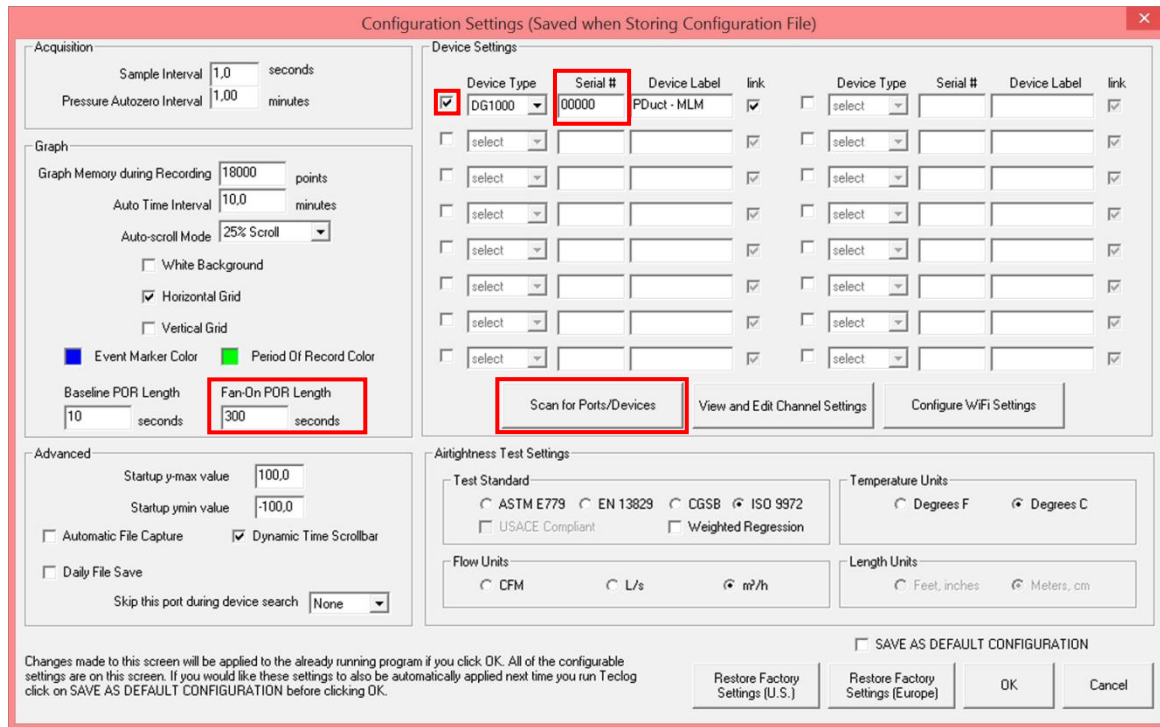 Configuration Settings (Saved when Storing Configuration File)
Acquisition
Sample Interval 1,0 seconds
Pressure Autozero Interval 1,00 minutes
Graph
Graph Memory during Recording 18000 points
Auto Time Interval 10,0 minutes
Auto-scroll Mode 25% Scroll
White Background
Horizontal Grid
Vertical Grid
Event Marker Color Period Of Record Color
Baseline POR Length Fan-On POR Length
10 seconds 300 seconds
Advanced
Startup y-max value 100,0
Startup ymin value -100,0
Automatic File Capture Dynamic Time Scrollbar
Daily File Save
Skip this port during device search None
Device Settings
Device Type Serial # Device Label link Device Type Serial # Device Label link
DG1000 00000 PDuct - MLM select
select select
select select
select select
select select
select select
select select
select select
Scan for Ports/Devices View and Edit Channel Settings Configure WiFi Settings
Airtightness Test Settings
Test Standard
ASTM E779 EN 13829 CGSB ISO 9972
USACE Compliant Weighted Regression
Temperature Units
Degrees F Degrees C
Flow Units
CFM L/s m³/h
Length Units
Feet, inches Meters, cm
SAVE AS DEFAULT CONFIGURATION
Changes made to this screen will be applied to the already running program if you click OK. All of the configurable
settings are on this screen. If you would like these settings to also be automatically applied next time you run Teclog
click on SAVE AS DEFAULT CONFIGURATION before clicking OK.
Restore Factory
Settings (U.S.)
Restore Factory
Settings (Europe)
OK
Cancel